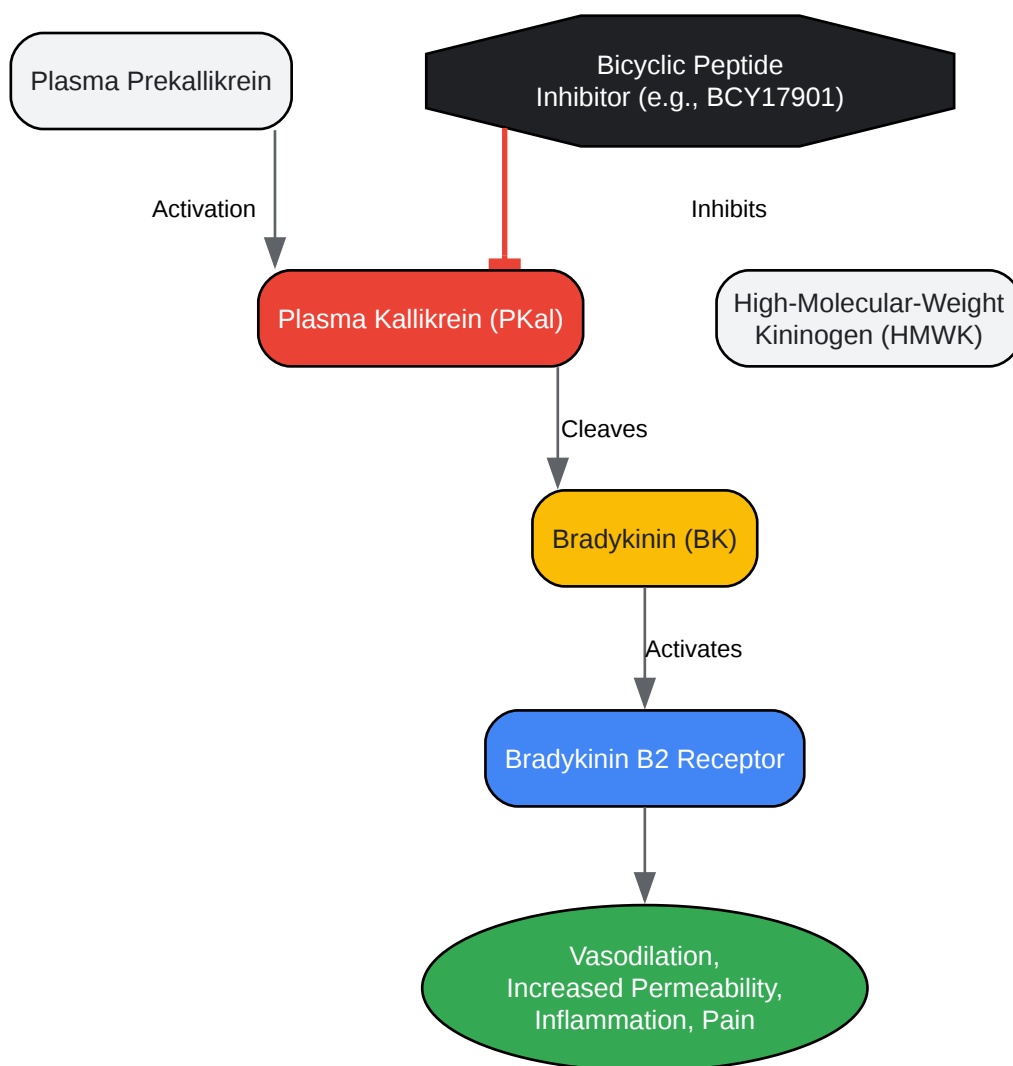 Plasma Prekallikrein
Bicyclic Peptide
Inhibitor (e.g., BCY17901)
Activation
Inhibits
Plasma Kallikrein (PKal)
High-Molecular-Weight
Kininogen (HMWK)
Cleaves
Bradykinin (BK)
Activates
Bradykinin B2 Receptor
Vasodilation,
Increased Permeability,
Inflammation, Pain